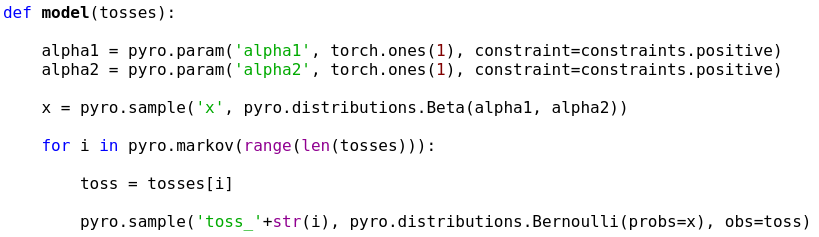 def model(tosses):
    alpha1 = pyro.param('alpha1', torch.ones(1), constraint=constraints.positive)
    alpha2 = pyro.param('alpha2', torch.ones(1), constraint=constraints.positive)
    x = pyro.sample('x', pyro.distributions.Beta(alpha1, alpha2))
    for i in pyro.markov(range(len(tosses))):
        toss = tosses[i]
        pyro.sample('toss_'+str(i), pyro.distributions.Bernoulli(probs=x), obs=toss)